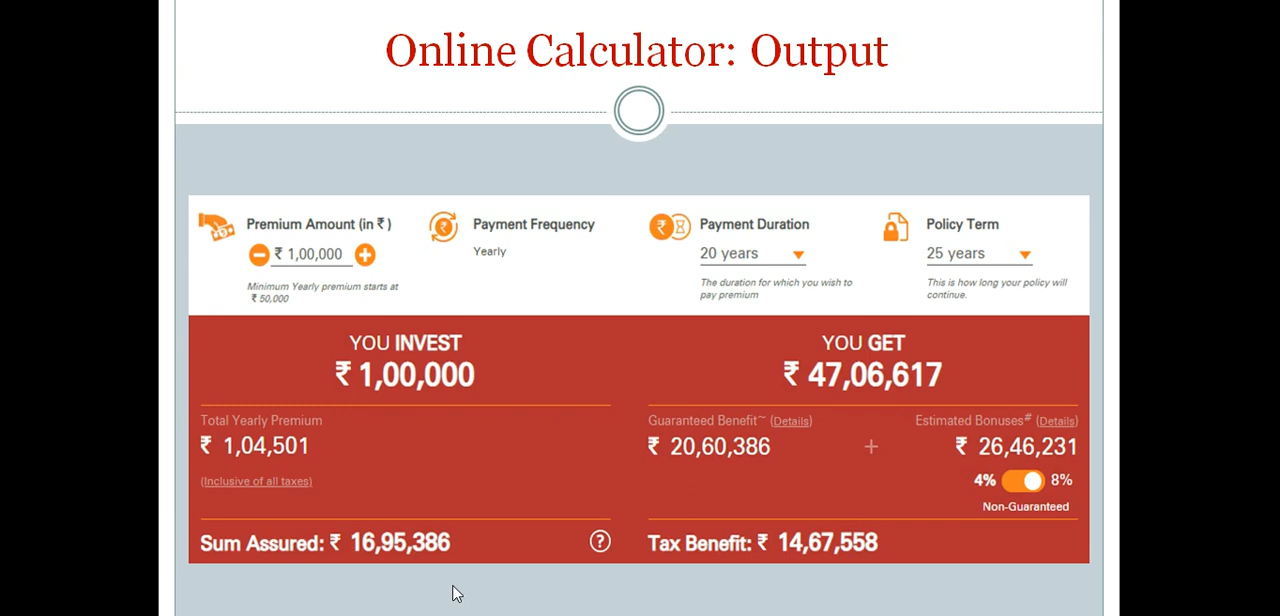 Online Calculator: Output
Premium Amount (in ₹ )
₹ 1,00,000
Minimum Yearly premium starts at
₹ 50,000
Payment Frequency
Yearly
Payment Duration
20 years
The duration for which you wish to
pay premium
Policy Term
25 years
This is how long your policy will
continue.
YOU INVEST
₹ 1,00,000
Total Yearly Premium
₹ 1,04,501
(Inclusive of all taxes)
Sum Assured: ₹ 16,95,386
?
YOU GET
₹ 47,06,617
Guaranteed Benefit~ (Details)
₹ 20,60,386
+
Estimated Bonuses# (Details)
₹ 26,46,231
4% 8%
Non-Guaranteed
Tax Benefit: ₹ 14,67,558